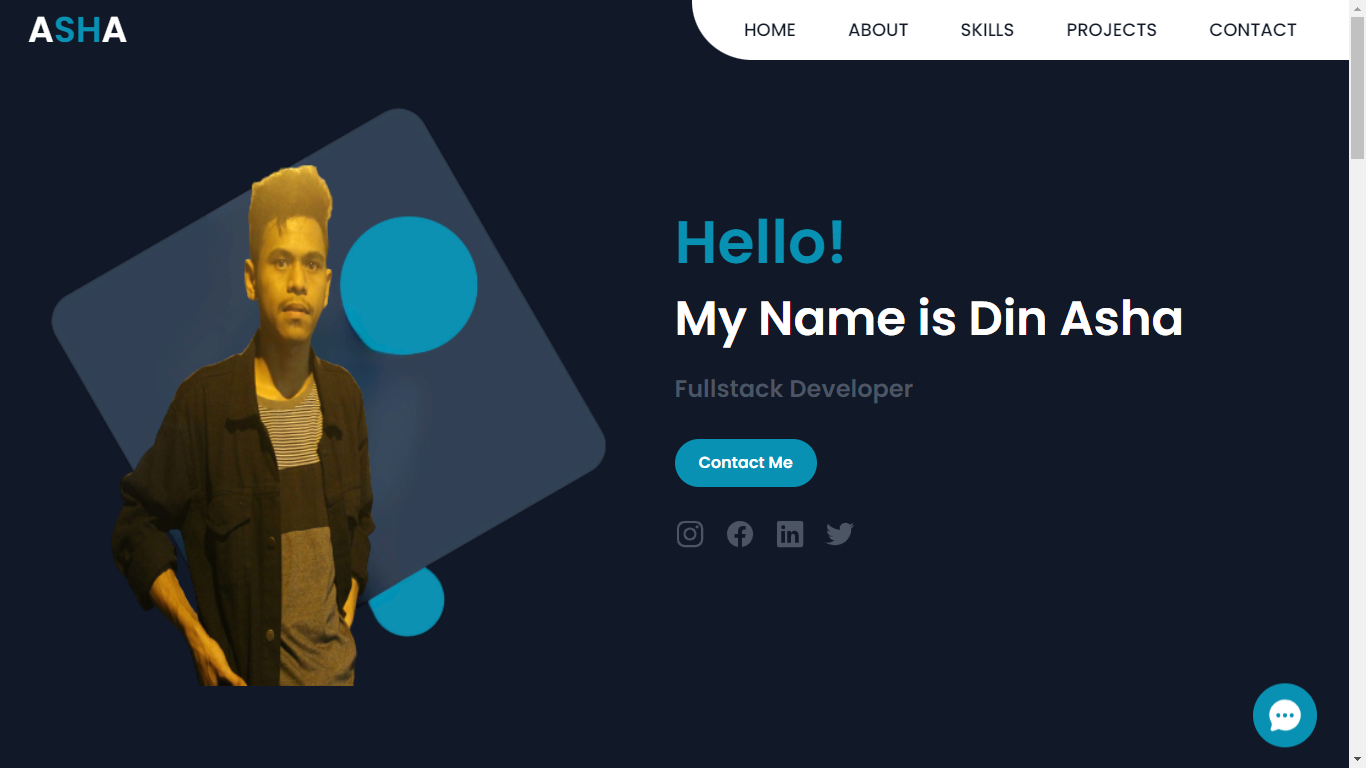 ASHA
HOME ABOUT SKILLS PROJECTS CONTACT
Hello!
My Name is Din Asha
Fullstack Developer
Contact Me